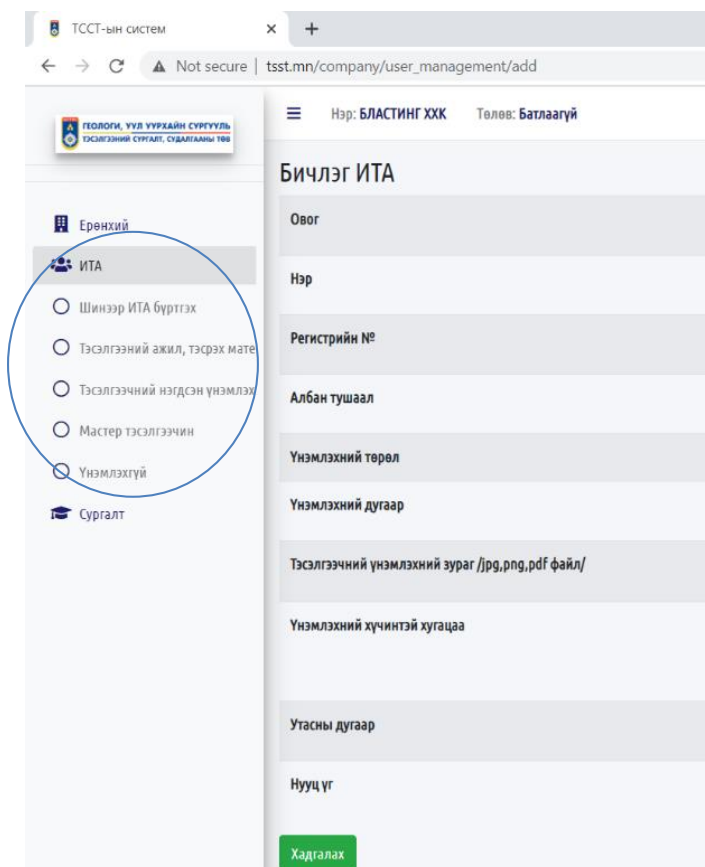 ТССТ-ын систем
Not secure | tsst.mn/company/user_management/add
ГЕОЛОГИ, УУЛ УУРХАЙН СУРГУУЛЬ
ТЭСЭЛГЭЭНИЙ СУРГАЛТ, СУДАЛГААНЫ ТӨВ
Нэр: БЛАСТИНГ ХХК Төлөв: Батлаагүй
Бичлэг ИТА
Ерөнхий
ИТА
Шинээр ИТА бүртгэх
Тэсэлгээний ажил, тэсрэх мате
Тэсэлгээчний нэгдсэн үнэмлэх
Мастер тэсэлгээчин
Үнэмлэхгүй
Сургалт
Овог
Нэр
Регистрийн №
Албан тушаал
Үнэмлэхний төрөл
Үнэмлэхний дугаар
Тэсэлгээчний үнэмлэхний зураг /jpg,png,pdf файл/
Үнэмлэхний хүчинтэй хугацаа
Утасны дугаар
Нууц үг
Хадгалах